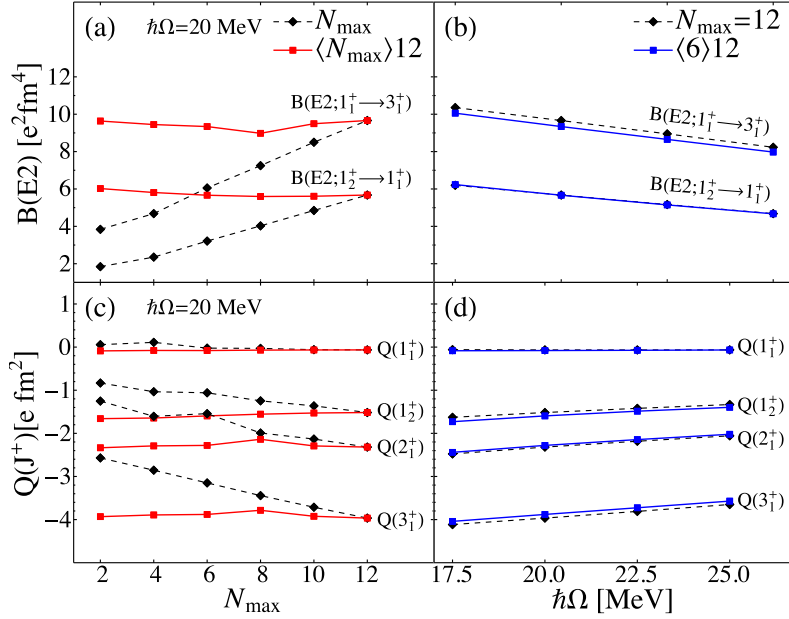 (a) ℏΩ=20 MeV
N_max
⟨N_max⟩12
B(E2;1₁⁺→3₁⁺)
B(E2;1₂⁺→1₁⁺)
B(E2) [e²fm⁴]
12
10
8
6
4
2
(b)
N_max=12
⟨6⟩12
B(E2;1₁⁺→3₁⁺)
B(E2;1₂⁺→1₁⁺)
(c) ℏΩ=20 MeV
Q(1₁⁺)
Q(1₂⁺)
Q(2₁⁺)
Q(3₁⁺)
Q(J⁺)[e fm²]
1
0
−1
−2
−3
−4
2 4 6 8 10 12
N_max
(d)
Q(1₁⁺)
Q(1₂⁺)
Q(2₁⁺)
Q(3₁⁺)
17.5 20.0 22.5 25.0
ℏΩ [MeV]